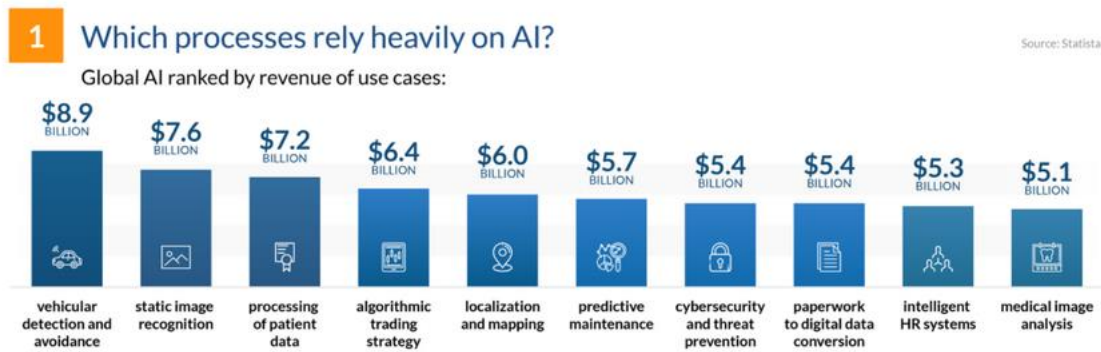 1
Which processes rely heavily on AI?
Source: Statista
Global AI ranked by revenue of use cases:
$8.9
BILLION
$7.6
BILLION
$7.2
BILLION
$6.4
BILLION
$6.0
BILLION
$5.7
BILLION
$5.4
BILLION
$5.4
BILLION
$5.3
BILLION
$5.1
BILLION
vehicular
detection and
avoidance
static image
recognition
processing
of patient
data
algorithmic
trading
strategy
localization
and mapping
predictive
maintenance
cybersecurity
and threat
prevention
paperwork
to digital data
conversion
intelligent
HR systems
medical image
analysis